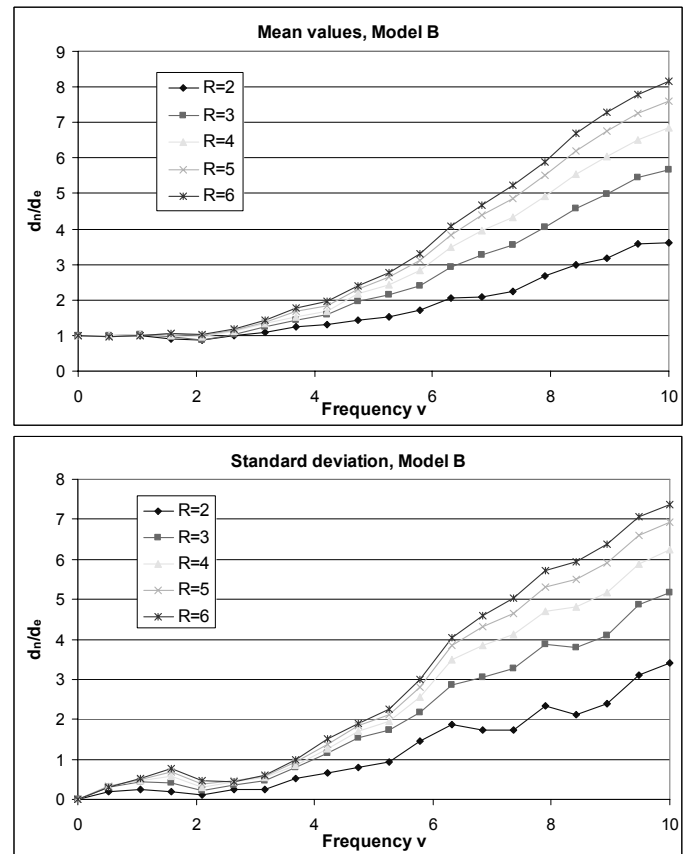 Mean values, Model B
9
8
7
6
5
4
3
2
1
0
dn/de
R=2
R=3
R=4
R=5
R=6
0 2 4 6 8 10
Frequency v
Standard deviation, Model B
8
7
6
5
4
3
2
1
0
dn/de
R=2
R=3
R=4
R=5
R=6
0 2 4 6 8 10
Frequency v